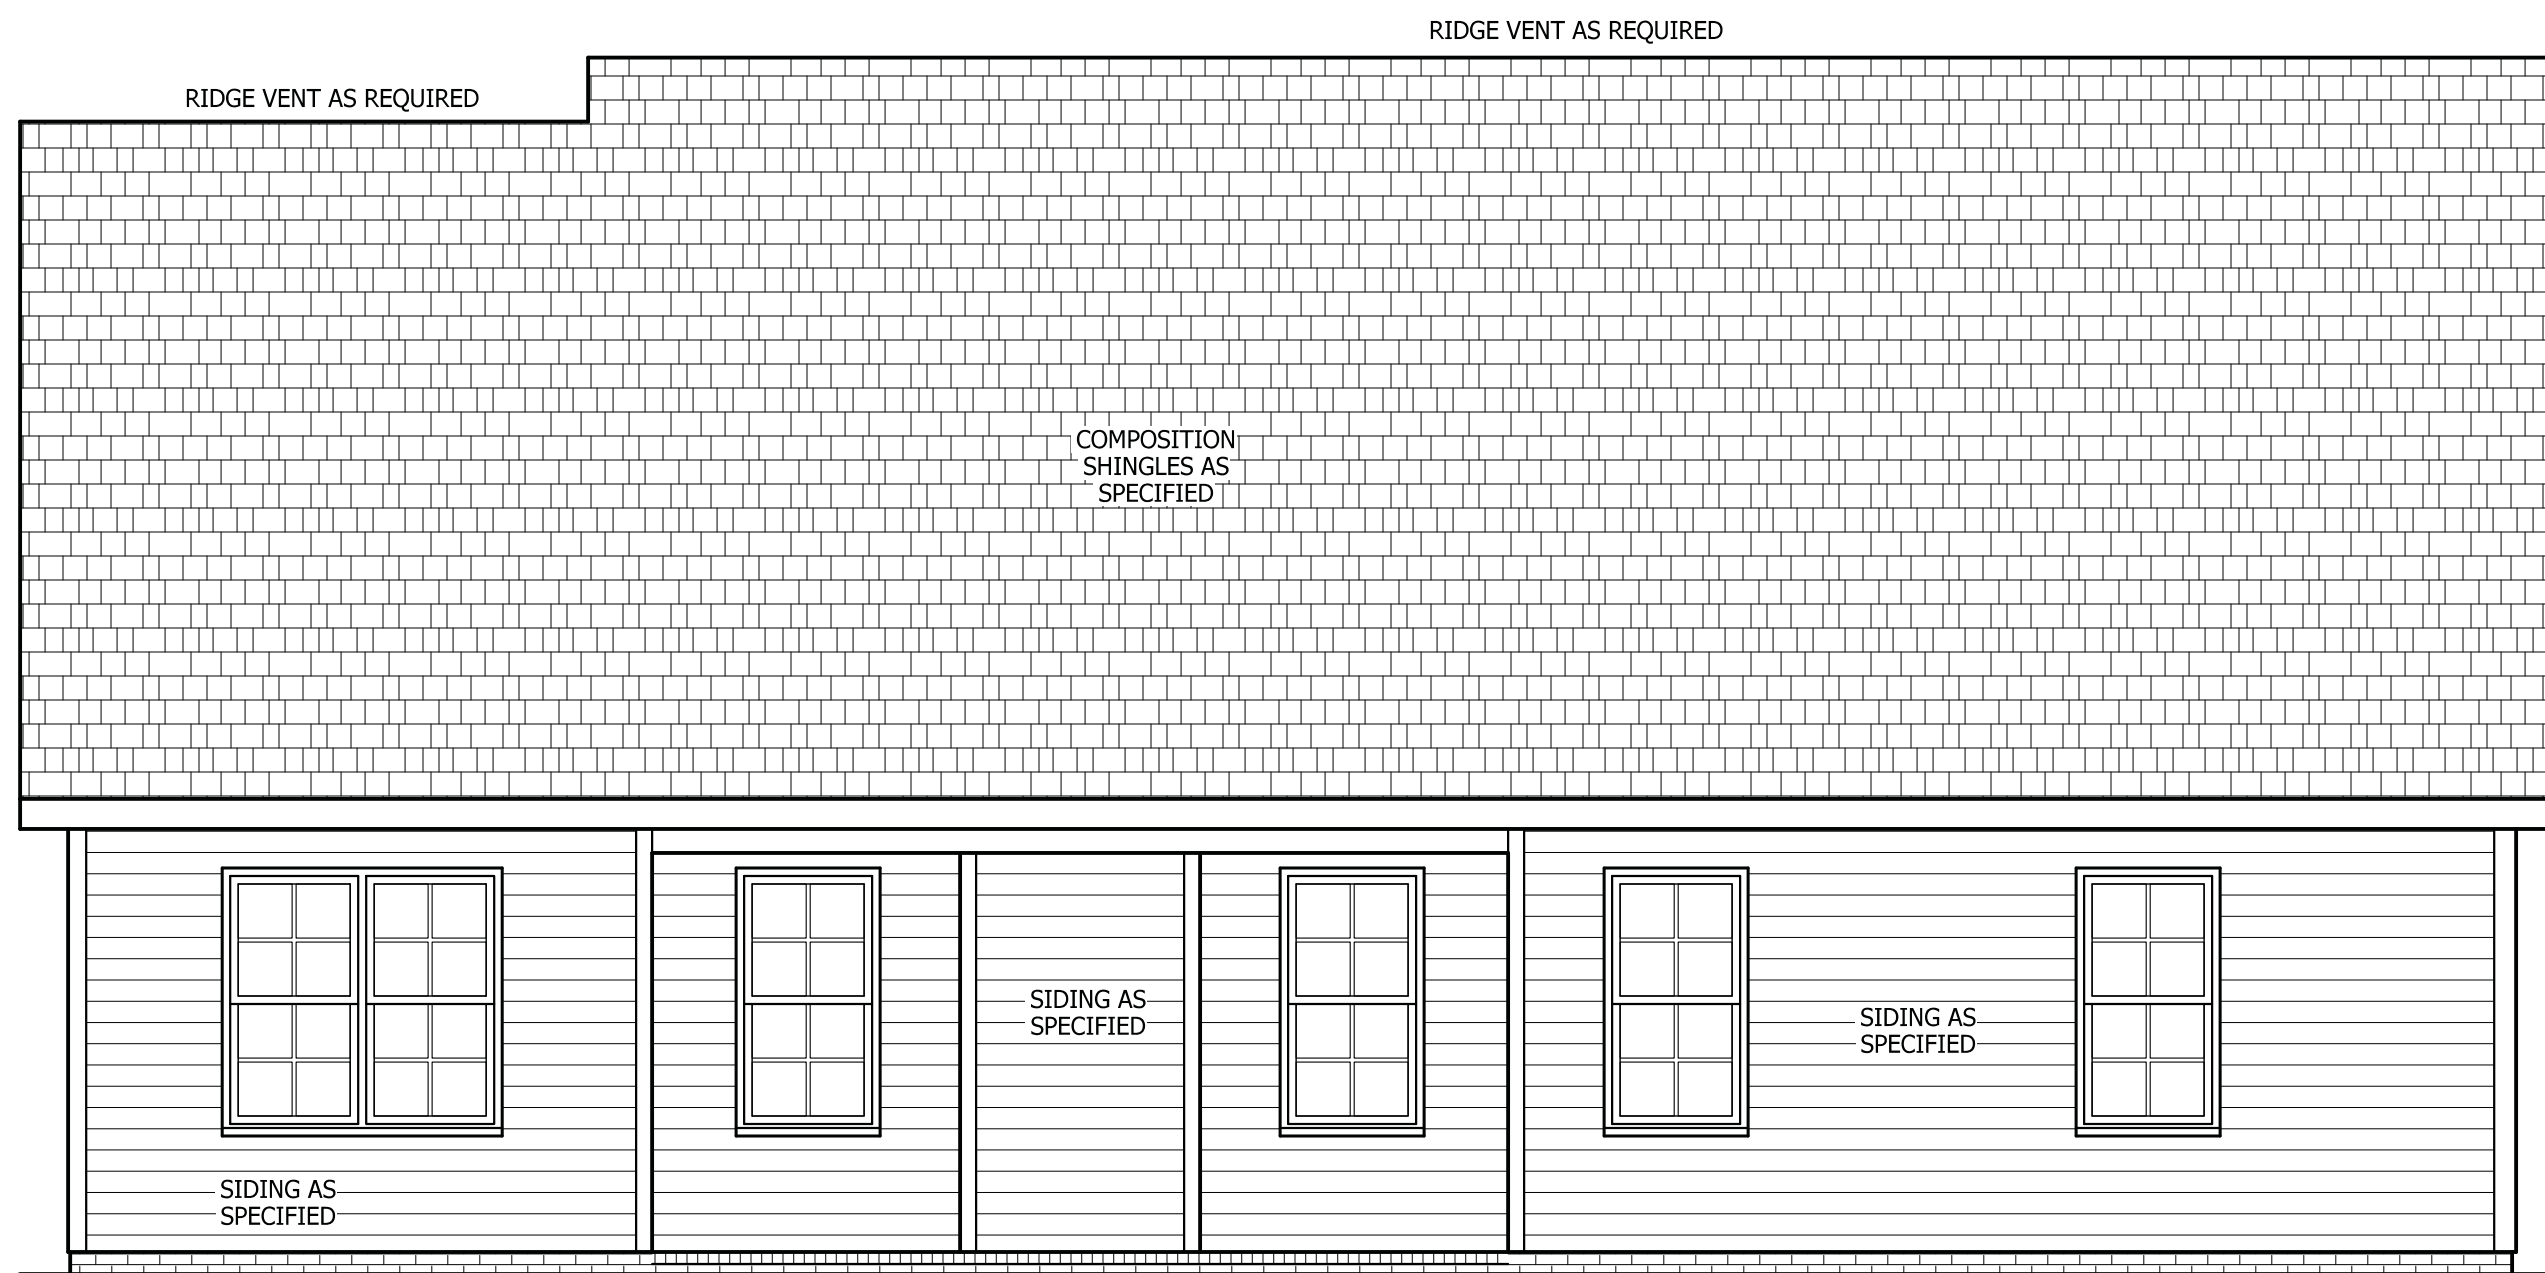 RIDGE VENT AS REQUIRED
RIDGE VENT AS REQUIRED
COMPOSITION
SHINGLES AS
SPECIFIED
SIDING AS
SPECIFIED
SIDING AS
SPECIFIED
SIDING AS
SPECIFIED